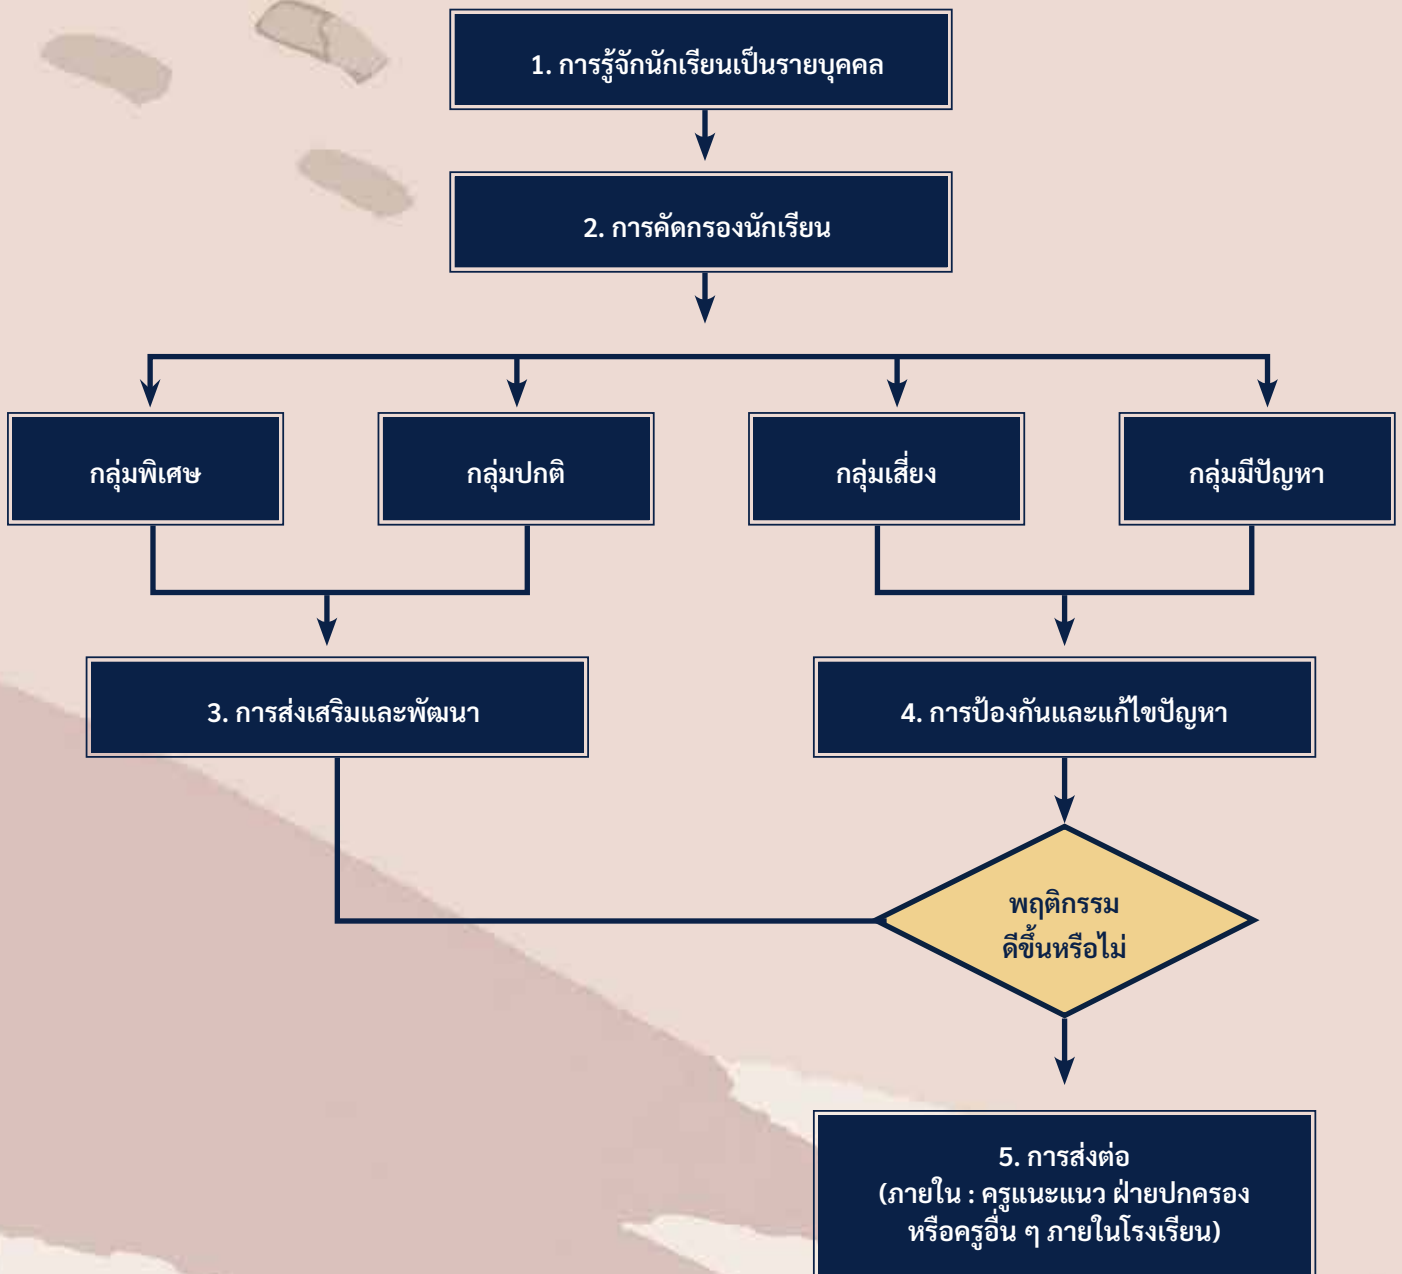 1. การรู้จักนักเรียนเป็นรายบุคคล
2. การคัดกรองนักเรียน
กลุ่มพิเศษ
กลุ่มปกติ
กลุ่มเสี่ยง
กลุ่มมีปัญหา
3. การส่งเสริมและพัฒนา
4. การป้องกันและแก้ไขปัญหา
พฤติกรรม
ดีขึ้นหรือไม่
5. การส่งต่อ
(ภายใน : ครูแนะแนว ฝ่ายปกครอง
หรือครูอื่น ๆ ภายในโรงเรียน)